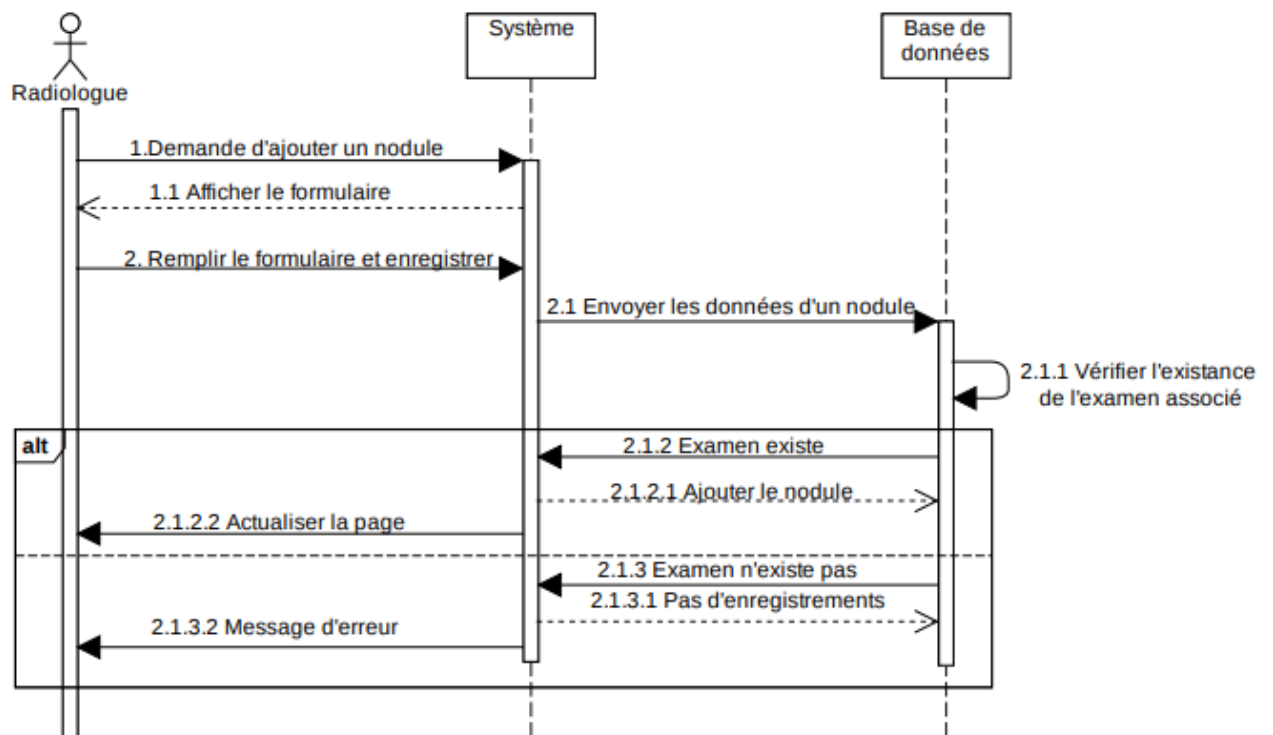 Système
Base de
données
Radiologue
1.Demande d'ajouter un nodule
1.1 Afficher le formulaire
2. Remplir le formulaire et enregistrer
2.1 Envoyer les données d'un nodule
2.1.1 Vérifier l'existance
de l'examen associé
alt
2.1.2 Examen existe
2.1.2.1 Ajouter le nodule
2.1.2.2 Actualiser la page
2.1.3 Examen n'existe pas
2.1.3.1 Pas d'enregistrements
2.1.3.2 Message d'erreur